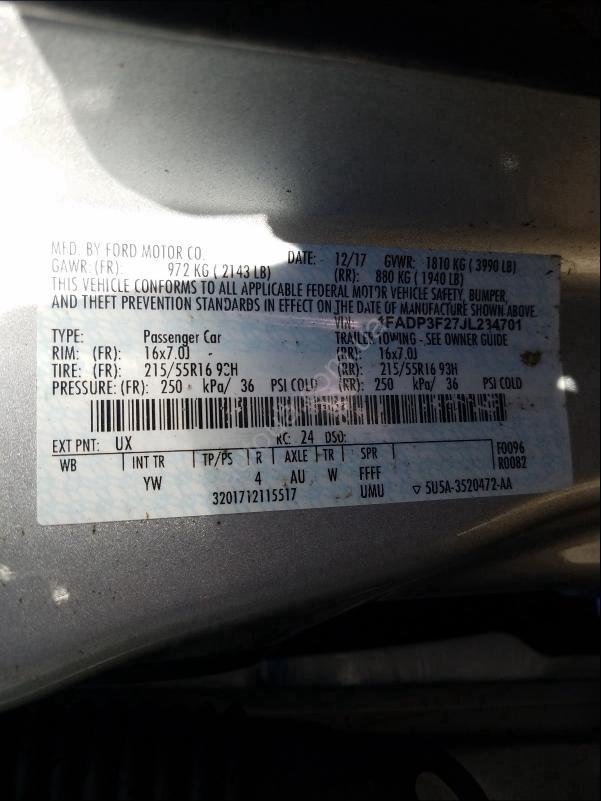 MFD. BY FORD MOTOR CO. DATE: 12/17 GVWR: 1810 KG ( 3990 LB)
GAWR: (FR): 972 KG ( 2143 LB) (RR): 880 KG ( 1940 LB)
THIS VEHICLE CONFORMS TO ALL APPLICABLE FEDERAL MOTOR VEHICLE SAFETY, BUMPER,
AND THEFT PREVENTION STANDARDS IN EFFECT ON THE DATE OF MANUFACTURE SHOWN ABOVE.
VIN: 1FADP3F27JL234701
TYPE: Passenger Car TRAILER TOWING - SEE OWNER GUIDE
RIM: (FR): 16x7.0J (RR): 16x7.0J
TIRE: (FR): 215/55R16 93H (RR): 215/55R16 93H
PRESSURE: (FR): 250 kPa/ 36 PSI COLD (RR): 250 kPa/ 36 PSI COLD
EXT PNT: UX RC: 24 DSO: F0096
WB INT TR TP/PS R AXLE TR SPR R0082
YW 4 AU W FFFF
3201712115517 UMU ▽ 5U5A-3520472-AA